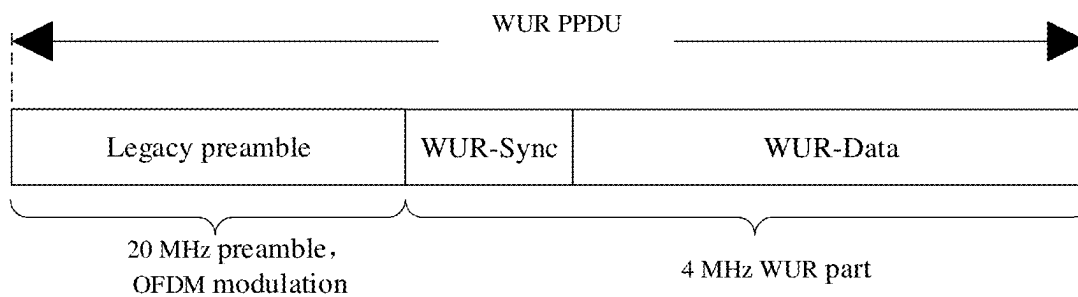 WUR PPDU
Legacy preamble
WUR-Sync
WUR-Data
20 MHz preamble，
OFDM modulation
4 MHz WUR part